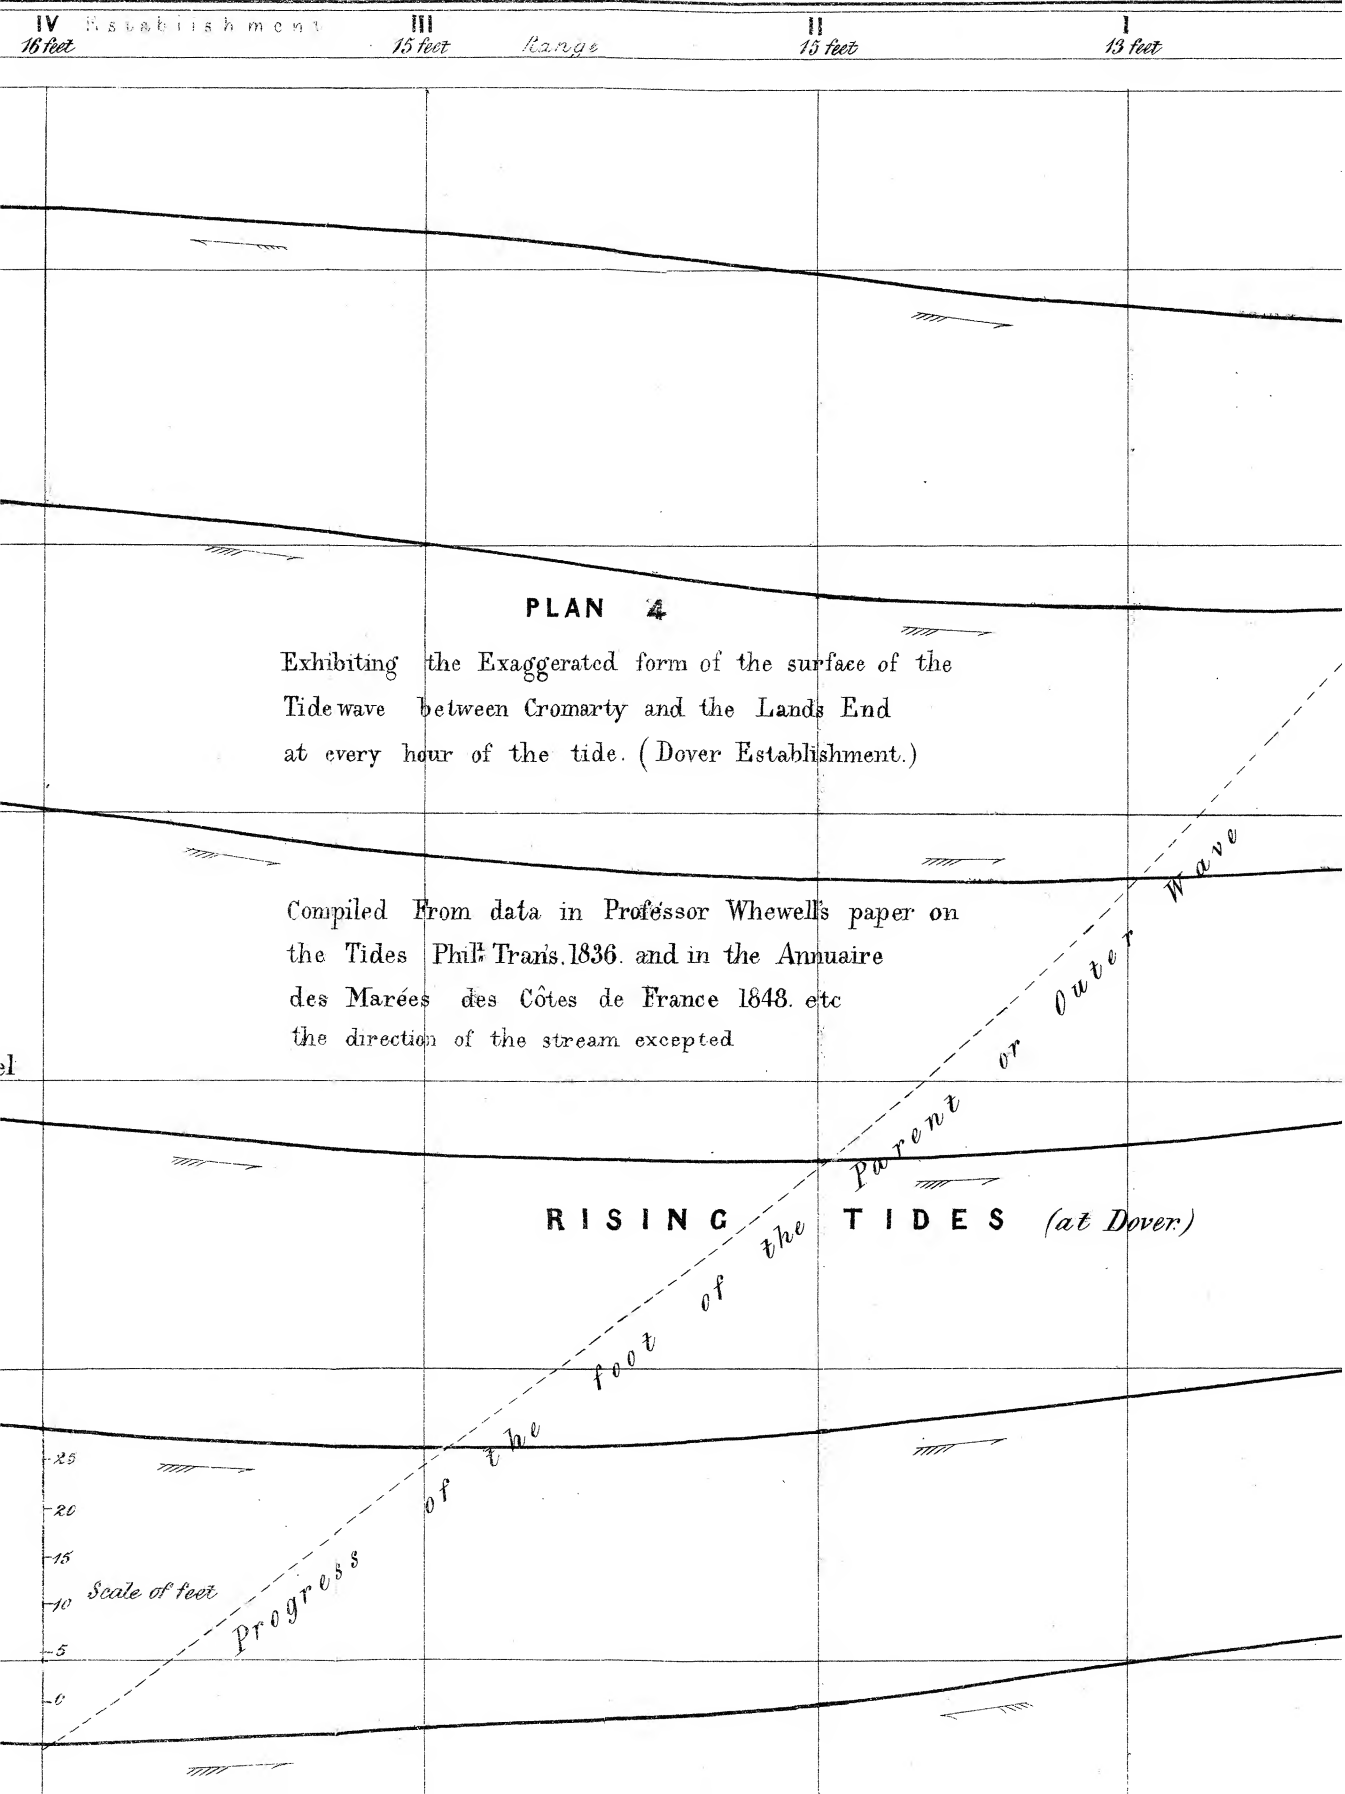 IV Establishment III II I
16 feet 15 feet Range 15 feet 13 feet
PLAN 4
Exhibiting the Exaggerated form of the surface of the
Tide wave between Cromarty and the Lands End
at every hour of the tide. (Dover Establishment.)
Compiled From data in Professor Whewell's paper on
the Tides Phil: Trans. 1836. and in the Annuaire
des Marées des Côtes de France 1848. etc
the direction of the stream excepted
el
RISING TIDES (at Dover.)
Progress of the foot of the Parent or Outer Wave
25
20
15
Scale of feet
10
5
0